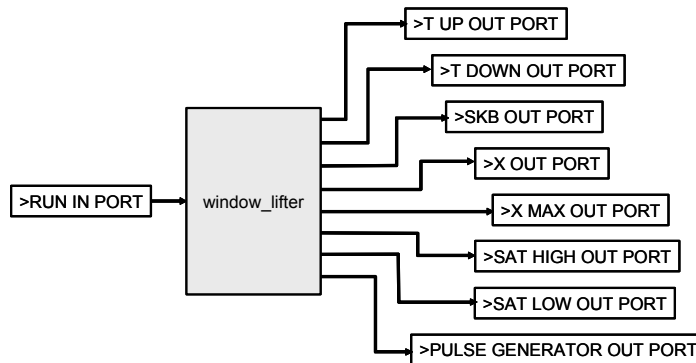 >T UP OUT PORT
>T DOWN OUT PORT
>SKB OUT PORT
>X OUT PORT
>RUN IN PORT
window_lifter
>X MAX OUT PORT
>SAT HIGH OUT PORT
>SAT LOW OUT PORT
>PULSE GENERATOR OUT PORT